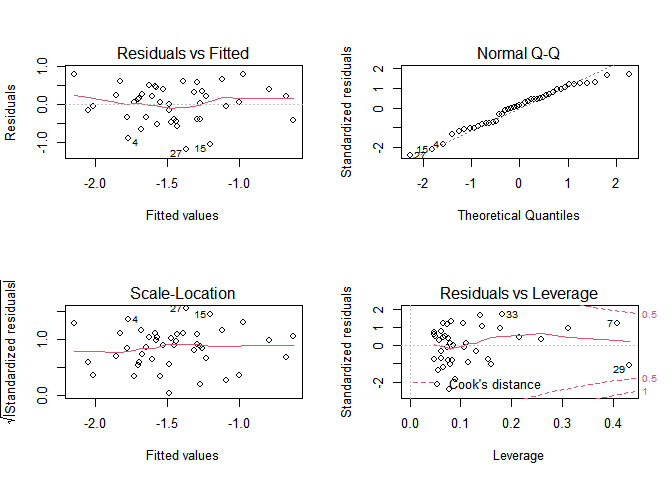 Residuals vs Fitted
Residuals
1.0
0.0
-1.0
4
27
15
-2.0 -1.5 -1.0
Fitted values
Normal Q-Q
Standardized residuals
2
0
-2
15 4
27
-2 -1 0 1 2
Theoretical Quantiles
Scale-Location
√|Standardized residuals|
1.0
0.0
4
27
15
-2.0 -1.5 -1.0
Fitted values
Residuals vs Leverage
Standardized residuals
2
0
-2
33
7
29
0.5
0.5
1
Cook's distance
0.0 0.1 0.2 0.3 0.4
Leverage